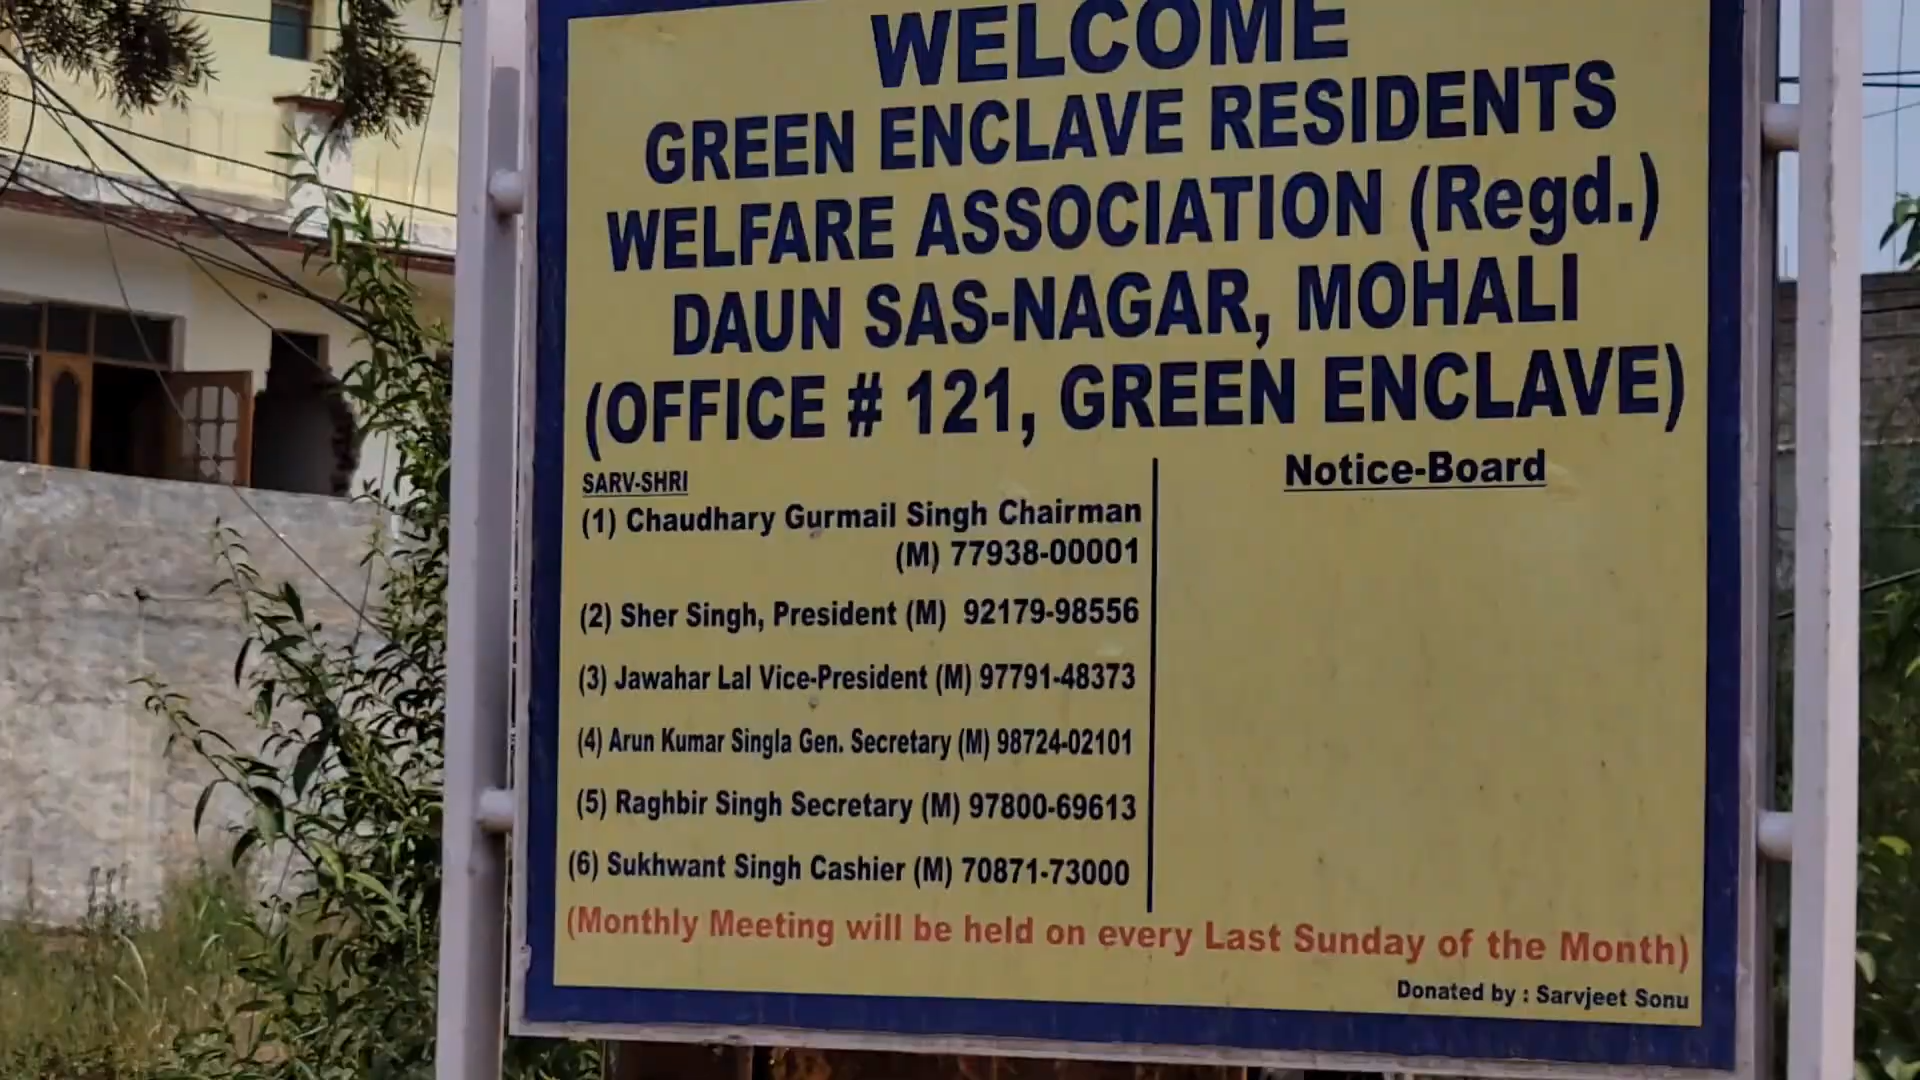 WELCOME
GREEN ENCLAVE RESIDENTS
WELFARE ASSOCIATION (Regd.)
DAUN SAS-NAGAR, MOHALI
(OFFICE # 121, GREEN ENCLAVE)
SARV-SHRI
(1) Chaudhary Gurmail Singh Chairman
(M) 77938-00001
(2) Sher Singh, President (M) 92179-98556
(3) Jawahar Lal Vice-President (M) 97791-48373
(4) Arun Kumar Singla Gen. Secretary (M) 98724-02101
(5) Raghbir Singh Secretary (M) 97800-69613
(6) Sukhwant Singh Cashier (M) 70871-73000
Notice-Board
(Monthly Meeting will be held on every Last Sunday of the Month)
Donated by : Sarvjeet Sonu